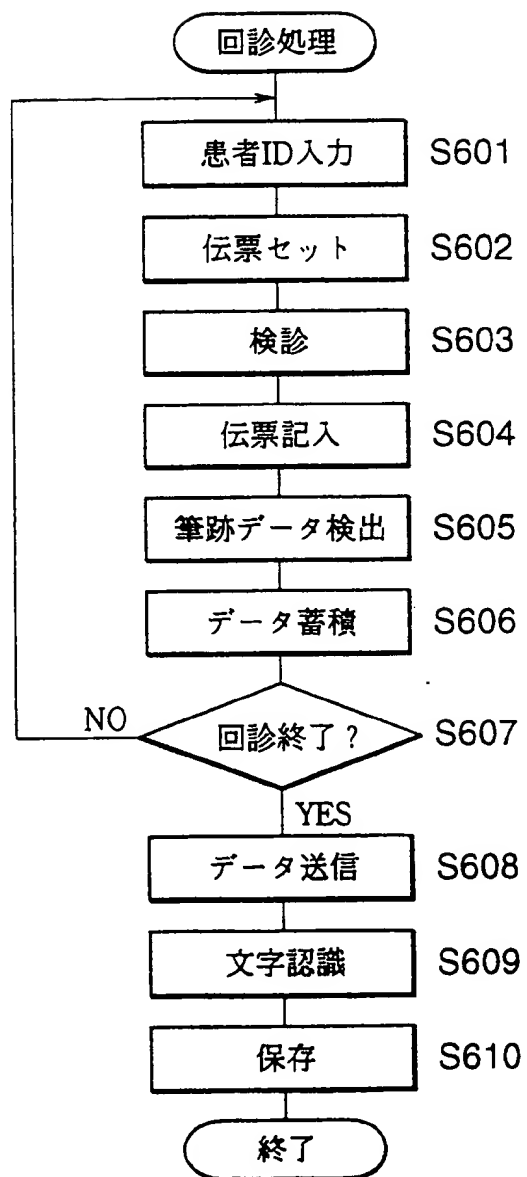 回診処理
患者ID入力 S601
伝票セット S602
検診 S603
伝票記入 S604
筆跡データ検出 S605
データ蓄積 S606
NO 回診終了? S607
YES
データ送信 S608
文字認識 S609
保存 S610
終了